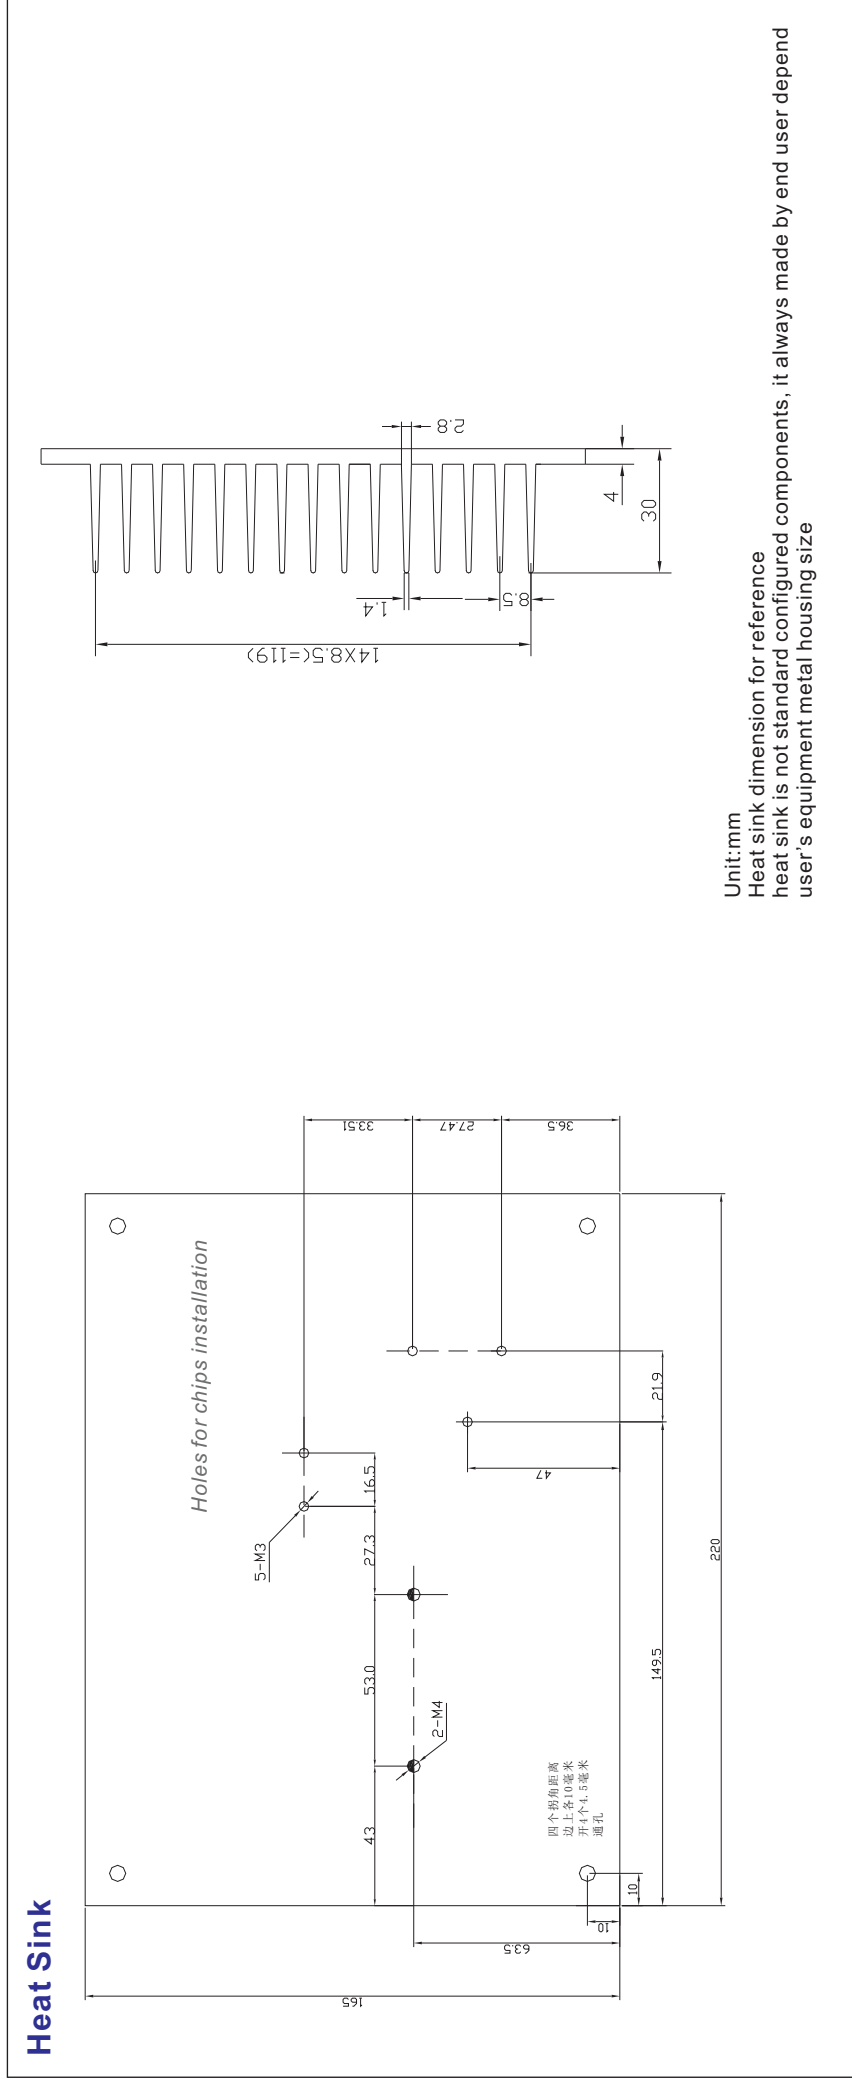 Heat Sink
165
63.5
10
10
43
53.0
27.3
16.5
2-M4
5-M3
Holes for chips installation
四个拐角距离
边上各10毫米
开4个4.5毫米
通孔
149.5
21.9
220
47
33.51
27.47
36.5
14X8.5(=119)
1.4
8.5
2.8
4
30
Unit:mm
Heat sink dimension for reference
heat sink is not standard configured components, it always made by end user depend
user's equipment metal housing size